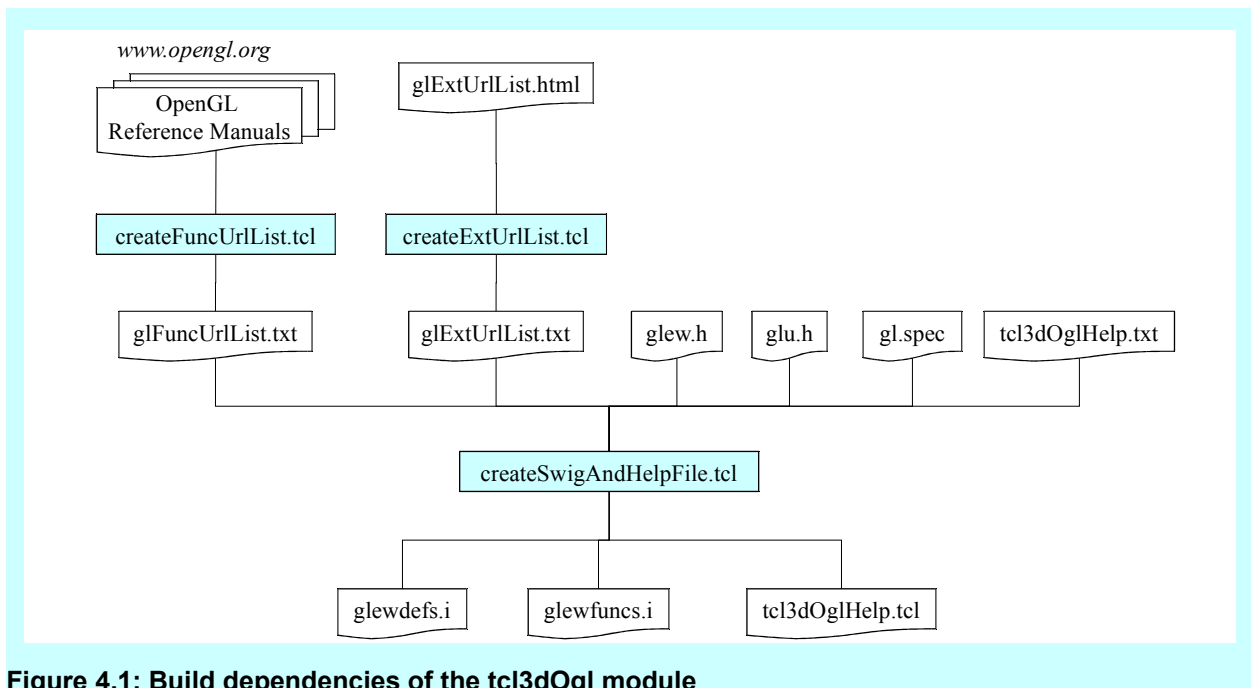 www.opengl.org
OpenGL
Reference Manuals
glExtUrlList.html
createFuncUrlList.tcl
createExtUrlList.tcl
glFuncUrlList.txt
glExtUrlList.txt
glew.h
glu.h
gl.spec
tcl3dOglHelp.txt
createSwigAndHelpFile.tcl
glewdefs.i
glewfuncs.i
tcl3dOglHelp.tcl
Figure 4.1: Build dependencies of the tcl3dOgl module